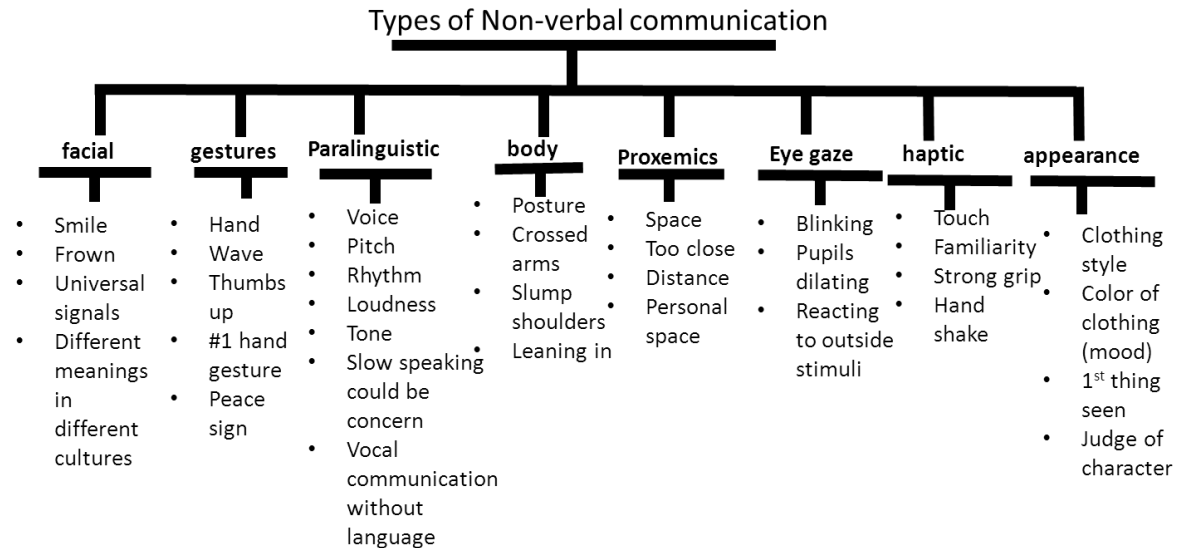 Types of Non-verbal communication
facial
• Smile
• Frown
• Universal
signals
• Different
meanings
in
different
cultures
gestures
• Hand
• Wave
• Thumbs
up
• #1 hand
gesture
• Peace
sign
Paralinguistic
• Voice
• Pitch
• Rhythm
• Loudness
• Tone
• Slow speaking
could be
concern
• Vocal
communication
without
language
body
• Posture
• Crossed
arms
• Slump
shoulders
• Leaning in
Proxemics
• Space
• Too close
• Distance
• Personal
space
Eye gaze
• Blinking
• Pupils
dilating
• Reacting
to outside
stimuli
haptic
• Touch
• Familiarity
• Strong grip
• Hand
shake
appearance
• Clothing
style
• Color of
clothing
(mood)
• 1st thing
seen
• Judge of
character